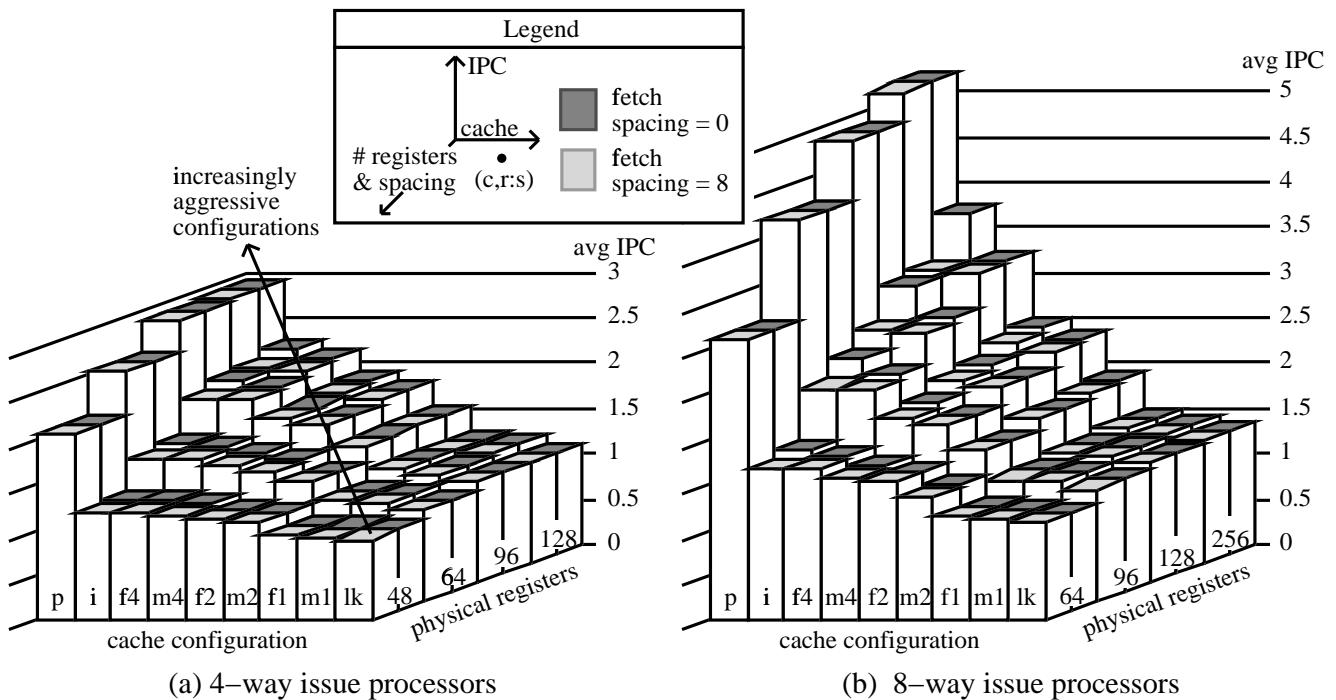 Legend
IPC
cache
# registers
& spacing
(c,r:s)
fetch
spacing = 0
fetch
spacing = 8
increasingly
aggressive
configurations
avg IPC
3
2.5
2
1.5
1
0.5
0
p i f4 m4 f2 m2 f1 m1 lk
48 64 96 128
physical registers
cache configuration
(a) 4–way issue processors
avg IPC
5
4.5
4
3.5
3
2.5
2
1.5
1
0.5
0
p i f4 m4 f2 m2 f1 m1 lk
64 96 128 256
physical registers
cache configuration
(b) 8–way issue processors